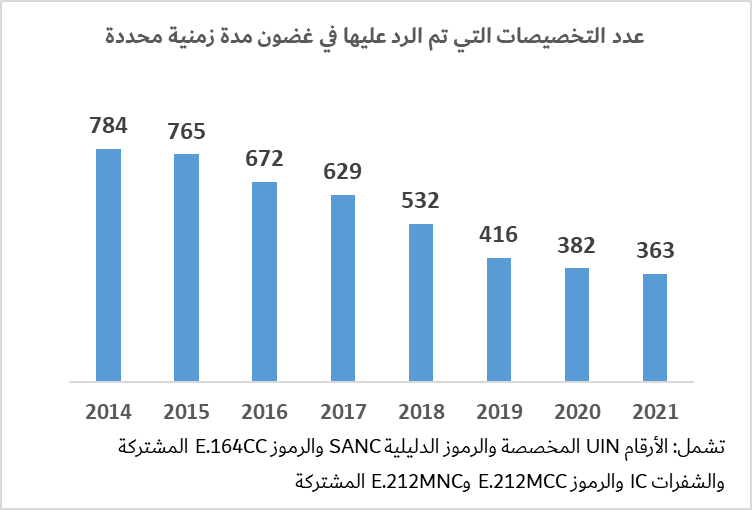 عدد التخصيصات التي تم الرد عليها في غضون مدة زمنية محددة
784
765
672
629
532
416
382
363
2014 2015 2016 2017 2018 2019 2020 2021
تشمل: الأرقام UIN المخصصة والرموز الدليلية SANC والرموز E.164CC المشتركة
والشفرات IC والرموز E.212MCC وE.212MNC المشتركة